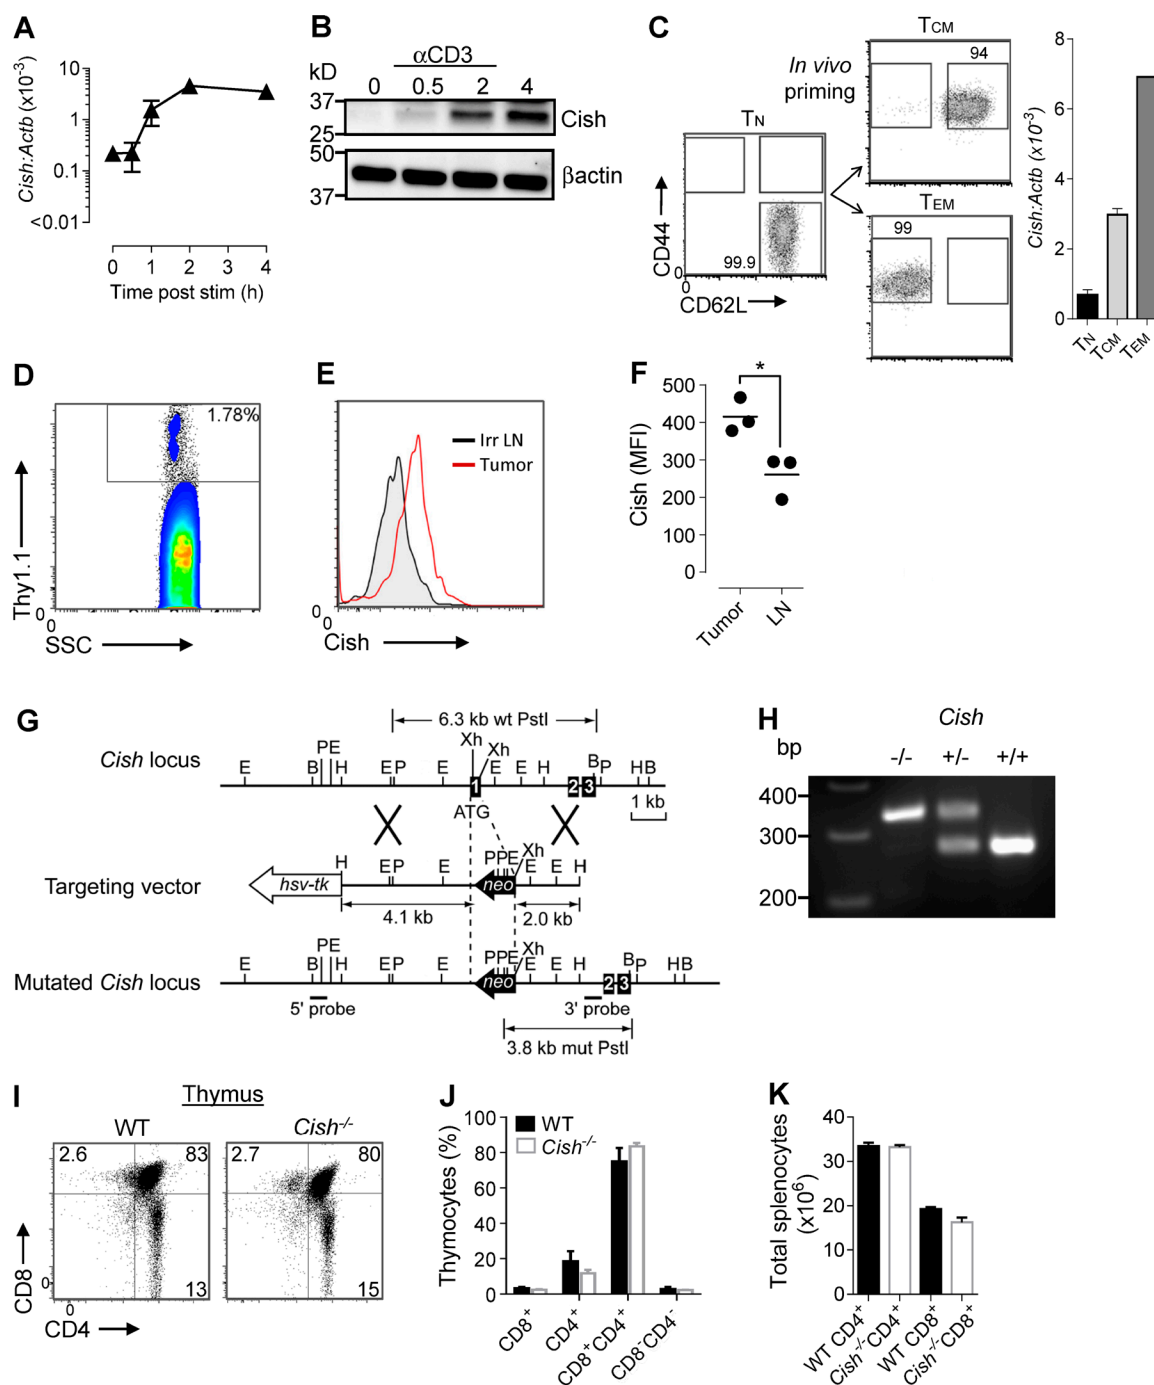 A
Cish:Actb (x10⁻³)
10
1
0.1
<0.01
0 1 2 3 4
Time post stim (h)
B
αCD3
kD 0 0.5 2 4
37
25
Cish
50
37
βactin
C
TN
CD44
0
99.9
0
CD62L
In vivo
priming
TCM
94
TEM
99
Cish:Actb (x10⁻³)
8
6
4
2
0
TN TCM TEM
D
1.78%
Thy1.1
0
0
SSC
E
Irr LN
Tumor
0
0
Cish
F
*
Cish (MFI)
500
400
300
200
100
0
Tumor LN
G
6.3 kb wt PstI
Xh Xh
Cish locus
E B P E H E P E 1 E E H 2 3 B P H B
ATG
1 kb
Targeting vector
hsv-tk
H E P E neo P P E Xh E E H
4.1 kb
2.0 kb
Mutated Cish locus
E B P E H E P E neo P P E Xh E E H 2 3 B P H B
5' probe
3' probe
3.8 kb mut PstI
H
Cish
bp -/- +/- +/+
400
300
200
I
Thymus
WT Cish⁻/⁻
2.6 83
13
2.7 80
15
CD8
0
0
CD4
J
WT
Cish⁻/⁻
Thymocytes (%)
100
80
60
40
20
0
CD8⁺ CD4⁺ CD8⁺CD4⁺ CD8⁻CD4⁻
K
Total splenocytes
(x10⁶)
40
30
20
10
0
WT CD4⁺ Cish⁻/⁻CD4⁺ WT CD8⁺ Cish⁻/⁻CD8⁺